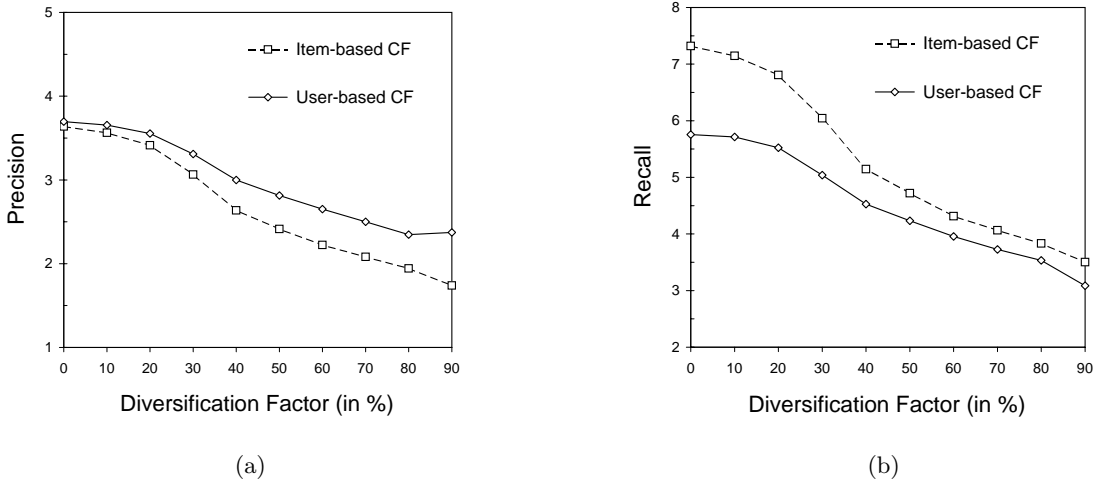 5
4
3
2
1
Precision
Item-based CF
User-based CF
0 10 20 30 40 50 60 70 80 90
Diversification Factor (in %)
(a)
8
7
6
5
4
3
2
Recall
Item-based CF
User-based CF
0 10 20 30 40 50 60 70 80 90
Diversification Factor (in %)
(b)